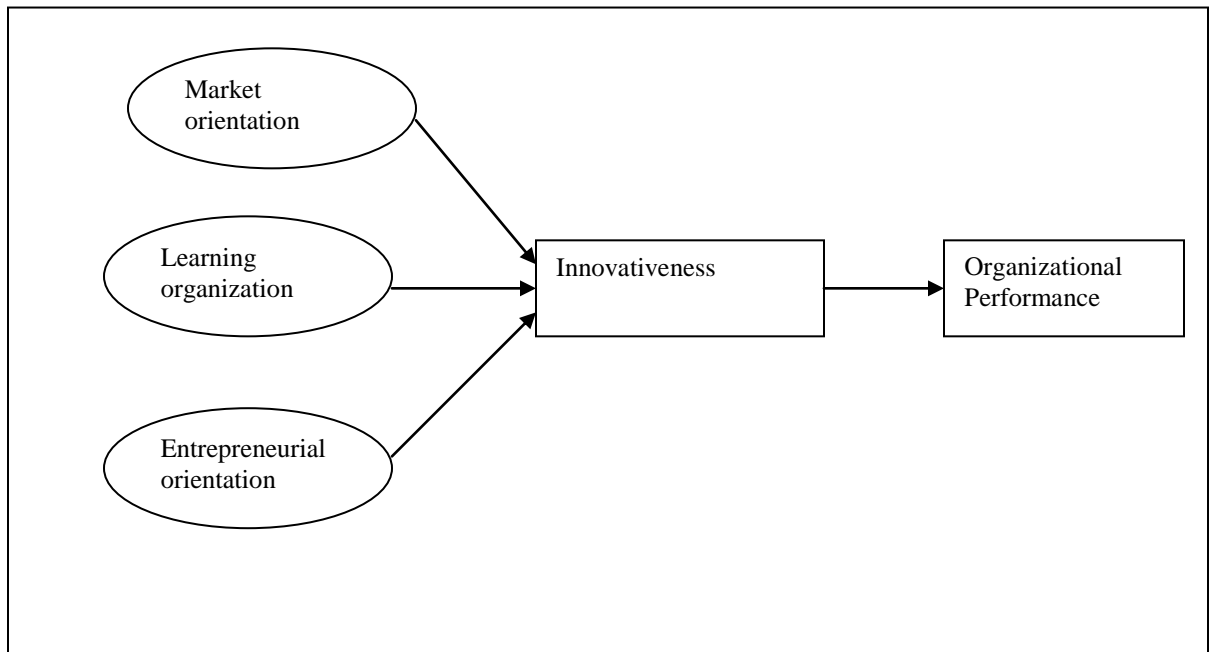 Market
orientation
Learning
organization
Innovativeness
Organizational
Performance
Entrepreneurial
orientation